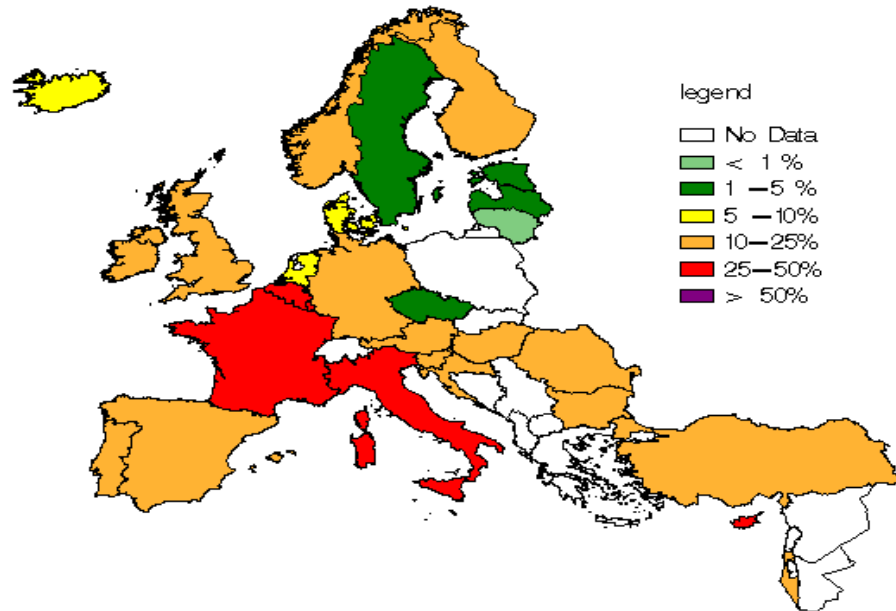 legend
No Data
< 1 %
1 –5 %
5 –10%
10–25%
25–50%
> 50%